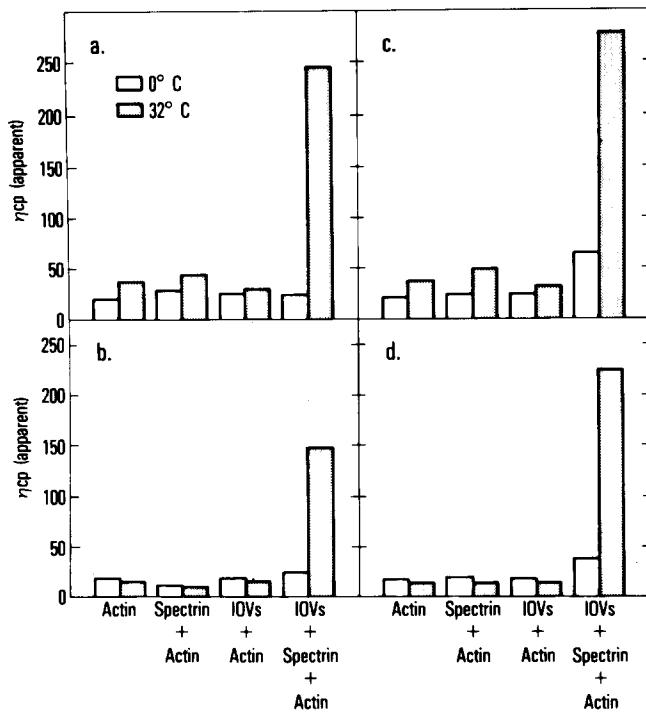 a.
0° C
32° C
250
200
150
100
50
0
ηcp (apparent)
c.
b.
250
200
150
100
50
0
ηcp (apparent)
d.
Actin
Spectrin
+
Actin
IOVs
+
Actin
IOVs
+
Spectrin
+
Actin
Actin
Spectrin
+
Actin
IOVs
+
Actin
IOVs
+
Spectrin
+
Actin